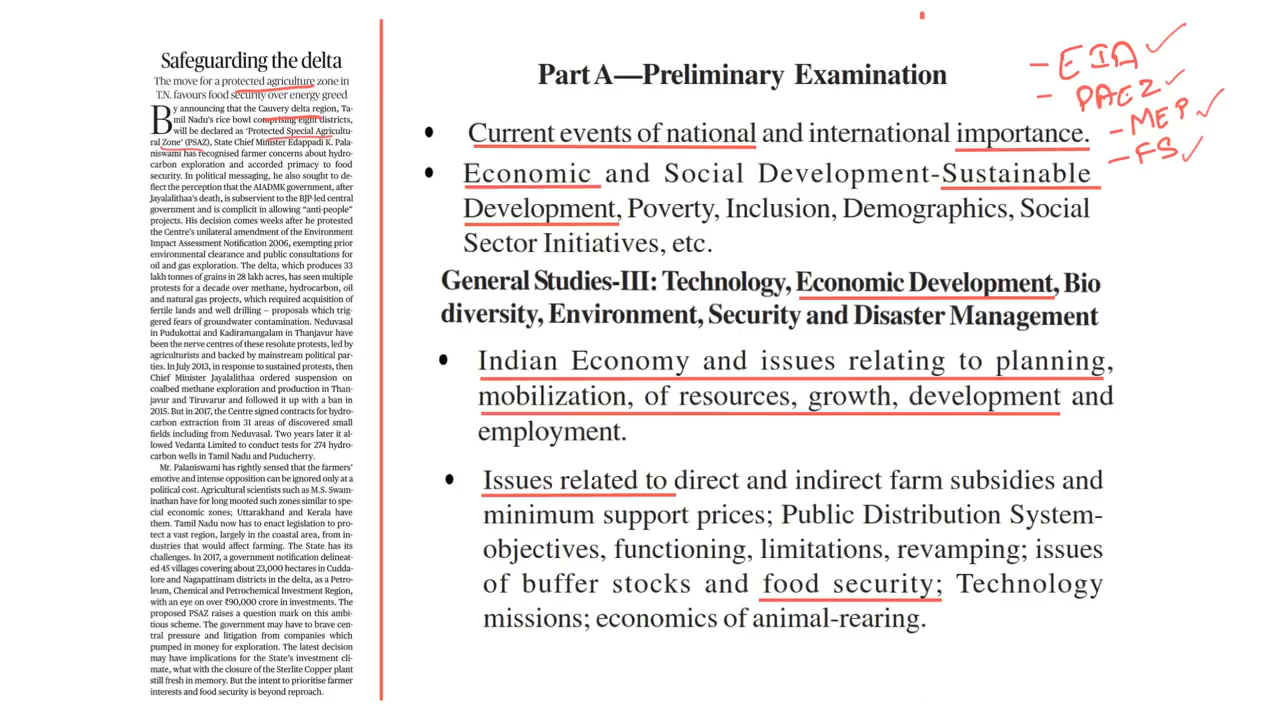 Safeguarding the delta
The move for a protected agriculture zone in
T.N. favours food security over energy greed
By announcing that the Cauvery delta region, Ta-
mil Nadu's rice bowl comprising eight districts,
will be declared as 'Protected Special Agricultu-
ral Zone' (PSAZ), State Chief Minister Edappadi K. Pala-
niswami has recognised farmer concerns about hydro-
carbon exploration and accorded primacy to food
security. In political messaging, he also sought to de-
flect the perception that the AIADMK government, after
Jayalalithaa's death, is subservient to the BJP-led central
government and is complicit in allowing "anti-people"
projects. His decision comes weeks after he protested
the Centre's unilateral amendment of the Environment
Impact Assessment Notification 2006, exempting prior
environmental clearance and public consultations for
oil and gas exploration. The delta, which produces 33
lakh tonnes of grains in 28 lakh acres, has seen multiple
protests for a decade over methane, hydrocarbon, oil
and natural gas projects, which required acquisition of
fertile lands and well drilling — proposals which trig-
gered fears of groundwater contamination. Neduvasal
in Pudukottai and Kadiramangalam in Thanjavur have
been the nerve centres of these resolute protests, led by
agriculturists and backed by mainstream political par-
ties. In July 2013, in response to sustained protests, then
Chief Minister Jayalalithaa ordered suspension on
coalbed methane exploration and production in Than-
javur and Tiruvarur and followed it up with a ban in
2015. But in 2017, the Centre signed contracts for hydro-
carbon extraction from 31 areas of discovered small
fields including from Neduvasal. Two years later it al-
lowed Vedanta Limited to conduct tests for 274 hydro-
carbon wells in Tamil Nadu and Puducherry.
Mr. Palaniswami has rightly sensed that the farmers'
emotive and intense opposition can be ignored only at a
political cost. Agricultural scientists such as M.S. Swam-
inathan have for long mooted such zones similar to spe-
cial economic zones; Uttarakhand and Kerala have
them. Tamil Nadu now has to enact legislation to pro-
tect a vast region, largely in the coastal area, from in-
dustries that would affect farming. The State has its
challenges. In 2017, a government notification delineat-
ed 45 villages covering about 23,000 hectares in Cudda-
lore and Nagapattinam districts in the delta, as a Petro-
leum, Chemical and Petrochemical Investment Region,
with an eye on over ₹90,000 crore in investments. The
proposed PSAZ raises a question mark on this ambi-
tious scheme. The government may have to brave cen-
tral pressure and litigation from companies which
pumped in money for exploration. The latest decision
may have implications for the State's investment cli-
mate, what with the closure of the Sterlite Copper plant
still fresh in memory. But the intent to prioritise farmer
interests and food security is beyond reproach.
Part A—Preliminary Examination
• Current events of national and international importance.
• Economic and Social Development-Sustainable
Development, Poverty, Inclusion, Demographics, Social
Sector Initiatives, etc.
General Studies-III: Technology, Economic Development, Bio
diversity, Environment, Security and Disaster Management
• Indian Economy and issues relating to planning,
mobilization, of resources, growth, development and
employment.
• Issues related to direct and indirect farm subsidies and
minimum support prices; Public Distribution System-
objectives, functioning, limitations, revamping; issues
of buffer stocks and food security; Technology
missions; economics of animal-rearing.
- EIA ✓
- PAEZ ✓
- ✓
- FS ✓